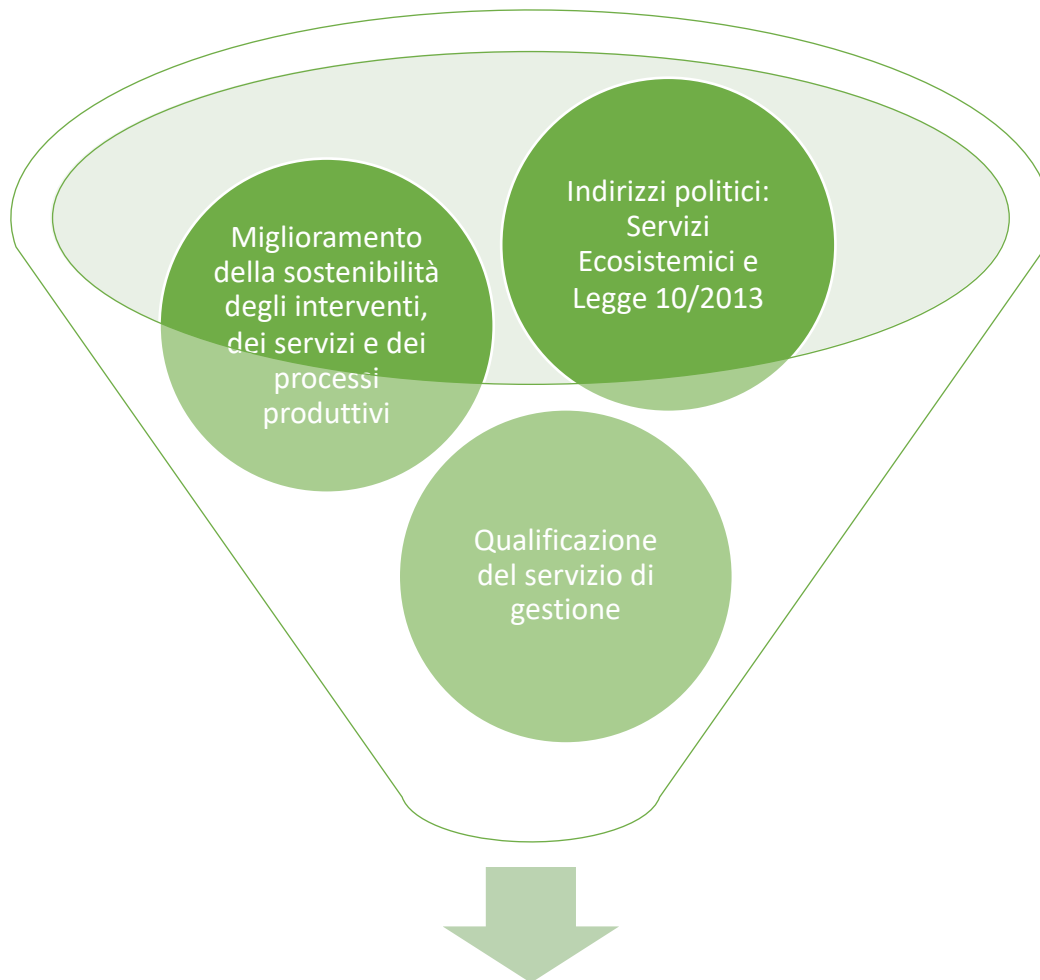 Miglioramento
della sostenibilità
degli interventi,
dei servizi e dei
processi
produttivi
Indirizzi politici:
Servizi
Ecosistemici e
Legge 10/2013
Qualificazione
del servizio di
gestione